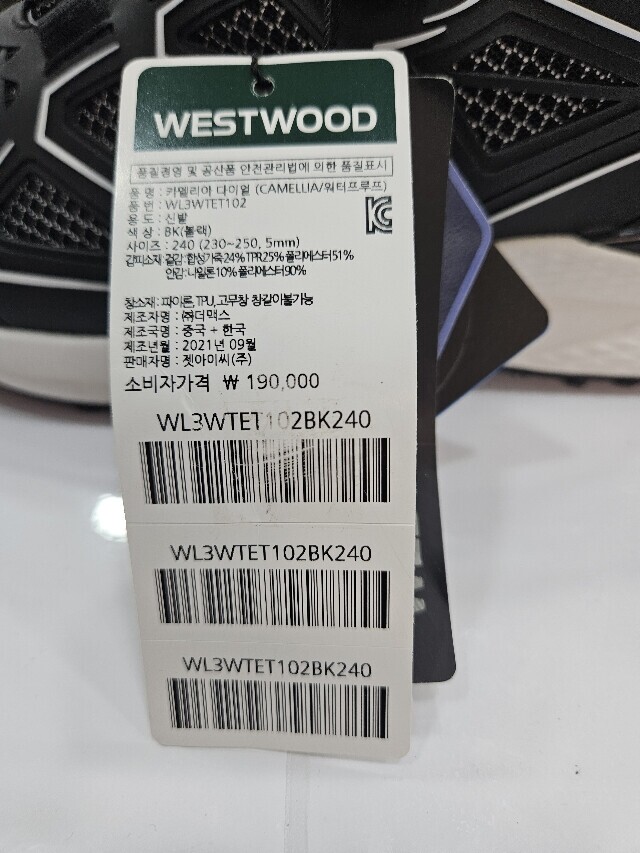 WESTWOOD
품질경영 및 공산품 안전관리법에 의한 품질표시
품 명 : 카멜리아 다이얼 (CAMELLIA/워터프루프)
품 번 : WL3WTET102
용 도 : 신발
색 상 : BK(블랙)
사이즈 : 240 (230~250, 5mm)
갑피소재 : 겉감:합성가죽24% TPR25% 폴리에스터51%
안감:나일론10% 폴리에스터90%
창소재 : 파이론, TPU, 고무창 창갈이불가능
제조자명 : ㈜더맥스
제조국명 : 중국 + 한국
제조년월 : 2021년 09월
판매자명 : 젯아이씨(주)
소비자가격 ₩ 190,000
WL3WTET102BK240
WL3WTET102BK240
WL3WTET102BK240